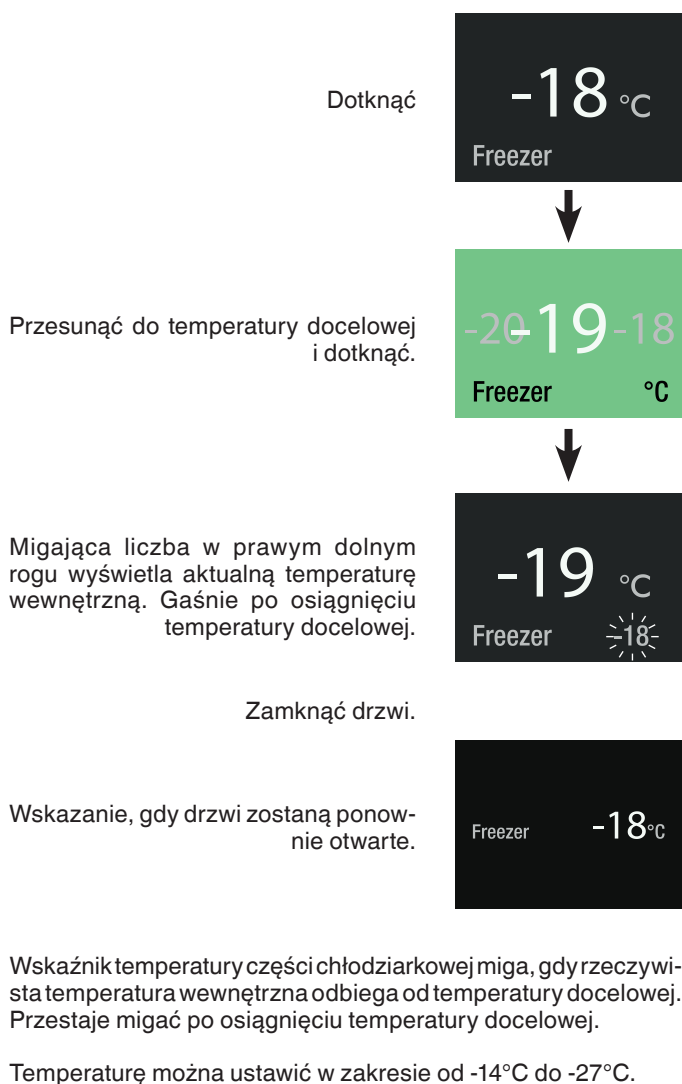 Dotknąć
-18 °C
Freezer
Przesunąć do temperatury docelowej
i dotknąć.
-20 -19 -18
Freezer °C
Migająca liczba w prawym dolnym
rogu wyświetla aktualną temperaturę
wewnętrzną. Gaśnie po osiągnięciu
temperatury docelowej.
-19 °C
Freezer -18
Zamknąć drzwi.
Wskazanie, gdy drzwi zostaną ponow-
nie otwarte.
Freezer -18°C
Wskaźnik temperatury części chłodziarkowej miga, gdy rzeczywi-
sta temperatura wewnętrzna odbiega od temperatury docelowej.
Przestaje migać po osiągnięciu temperatury docelowej.
Temperaturę można ustawić w zakresie od -14°C do -27°C.